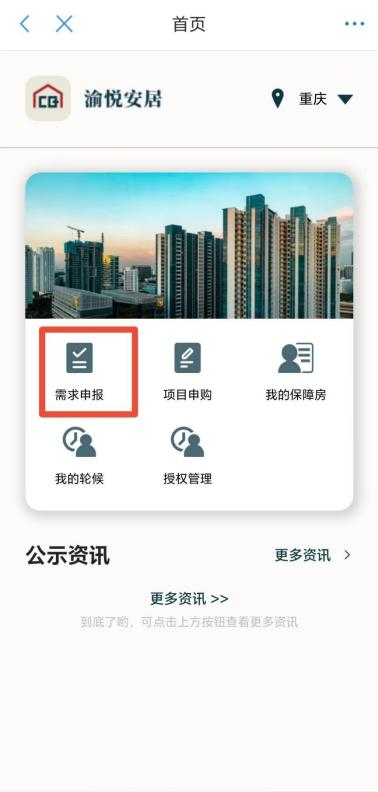 首页
CQ
渝悦安居
重庆
需求申报
项目申购
我的保障房
我的轮候
授权管理
公示资讯
更多资讯 >
更多资讯 >>
到底了哟，可点击上方按钮查看更多资讯